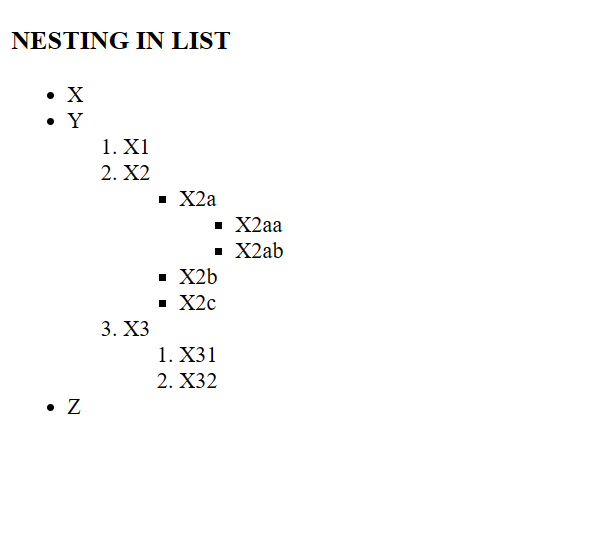 NESTING IN LIST
• X
• Y
1. X1
2. X2
▪ X2a
▪ X2aa
▪ X2ab
▪ X2b
▪ X2c
3. X3
1. X31
2. X32
• Z